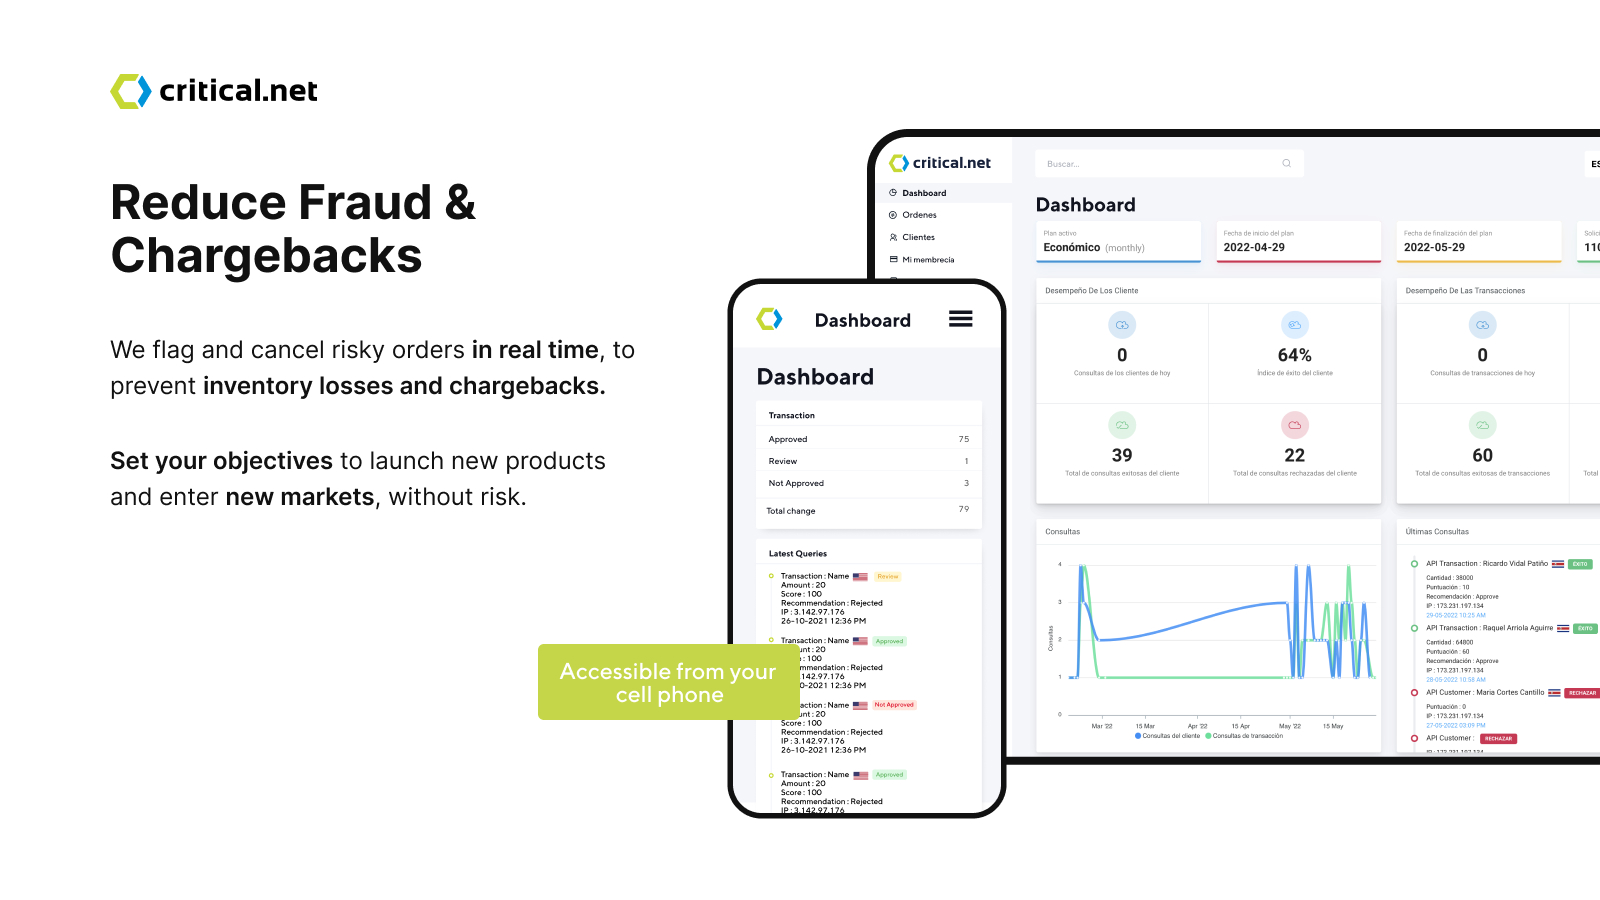 critical.net
Reduce Fraud &
Chargebacks
We flag and cancel risky orders in real time, to
prevent inventory losses and chargebacks.
Set your objectives to launch new products
and enter new markets, without risk.
Accessible from your
cell phone
Dashboard
Dashboard
Transaction
Approved 75
Review 1
Not Approved 3
Total change 79
Latest Queries
Transaction : Name Review
Amount : 20
Score : 100
Recommendation : Rejected
IP : 3.142.97.176
26-10-2021 12:36 PM
Transaction : Name Approved
unt : 20
: 100
mmendation : Rejected
.142.97.176
0-2021 12:36 PM
saction : Name Not Approved
unt : 20
Score : 100
Recommendation : Rejected
IP : 3.142.97.176
26-10-2021 12:36 PM
Transaction : Name Approved
Amount : 20
Score : 100
Recommendation : Rejected
IP : 3.142.97.176
critical.net
Dashboard
Ordenes
Clientes
Mi membrecía
Buscar...
ES
Dashboard
Plan activo
Económico (monthly)
Fecha de inicio del plan
2022-04-29
Fecha de finalización del plan
2022-05-29
Solici
110
Desempeño De Los Cliente
0
Consultas de los clientes de hoy
64%
Índice de éxito del cliente
39
Total de consultas exitosas del cliente
22
Total de consultas rechazadas del cliente
Desempeño De Las Transacciones
0
Consultas de transacciones de hoy
60
Total de consultas exitosas de transacciones
Total
Consultas
Consultas
4
3
2
1
0
Mar '22 15 Mar Apr '22 15 Apr May '22 15 May
Consultas del cliente Consultas de transacción
Últimas Consultas
API Transaction : Ricardo Vidal Patiño ÉXITO
Cantidad : 38000
Puntuación : 10
Recomendación : Approve
IP : 173.231.197.134
29-05-2022 10:25 AM
API Transaction : Raquel Arriola Aguirre ÉXITO
Cantidad : 64800
Puntuación : 60
Recomendación : Approve
IP : 173.231.197.134
28-05-2022 10:58 AM
API Customer : Maria Cortes Cantillo RECHAZAR
Puntuación : 0
IP : 173.231.197.134
27-05-2022 03:09 PM
API Customer : RECHAZAR
IP : 173.231.197.134